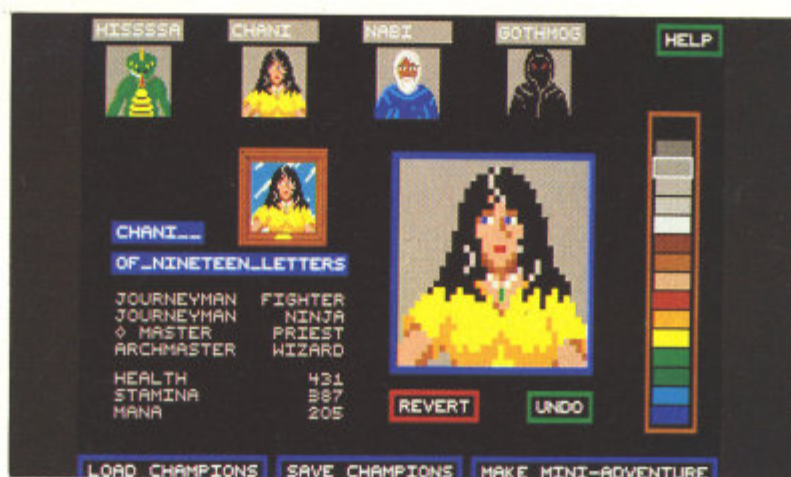 HISSSSA CHANI NABI GOTHMOG HELP
CHANI__
OF_NINETEEN_LETTERS
JOURNEYMAN FIGHTER
JOURNEYMAN NINJA
◊ MASTER PRIEST
ARCHMASTER WIZARD
HEALTH 431
STAMINA 387
MANA 205
REVERT UNDO
LOAD CHAMPIONS SAVE CHAMPIONS MAKE MINI-ADVENTURE